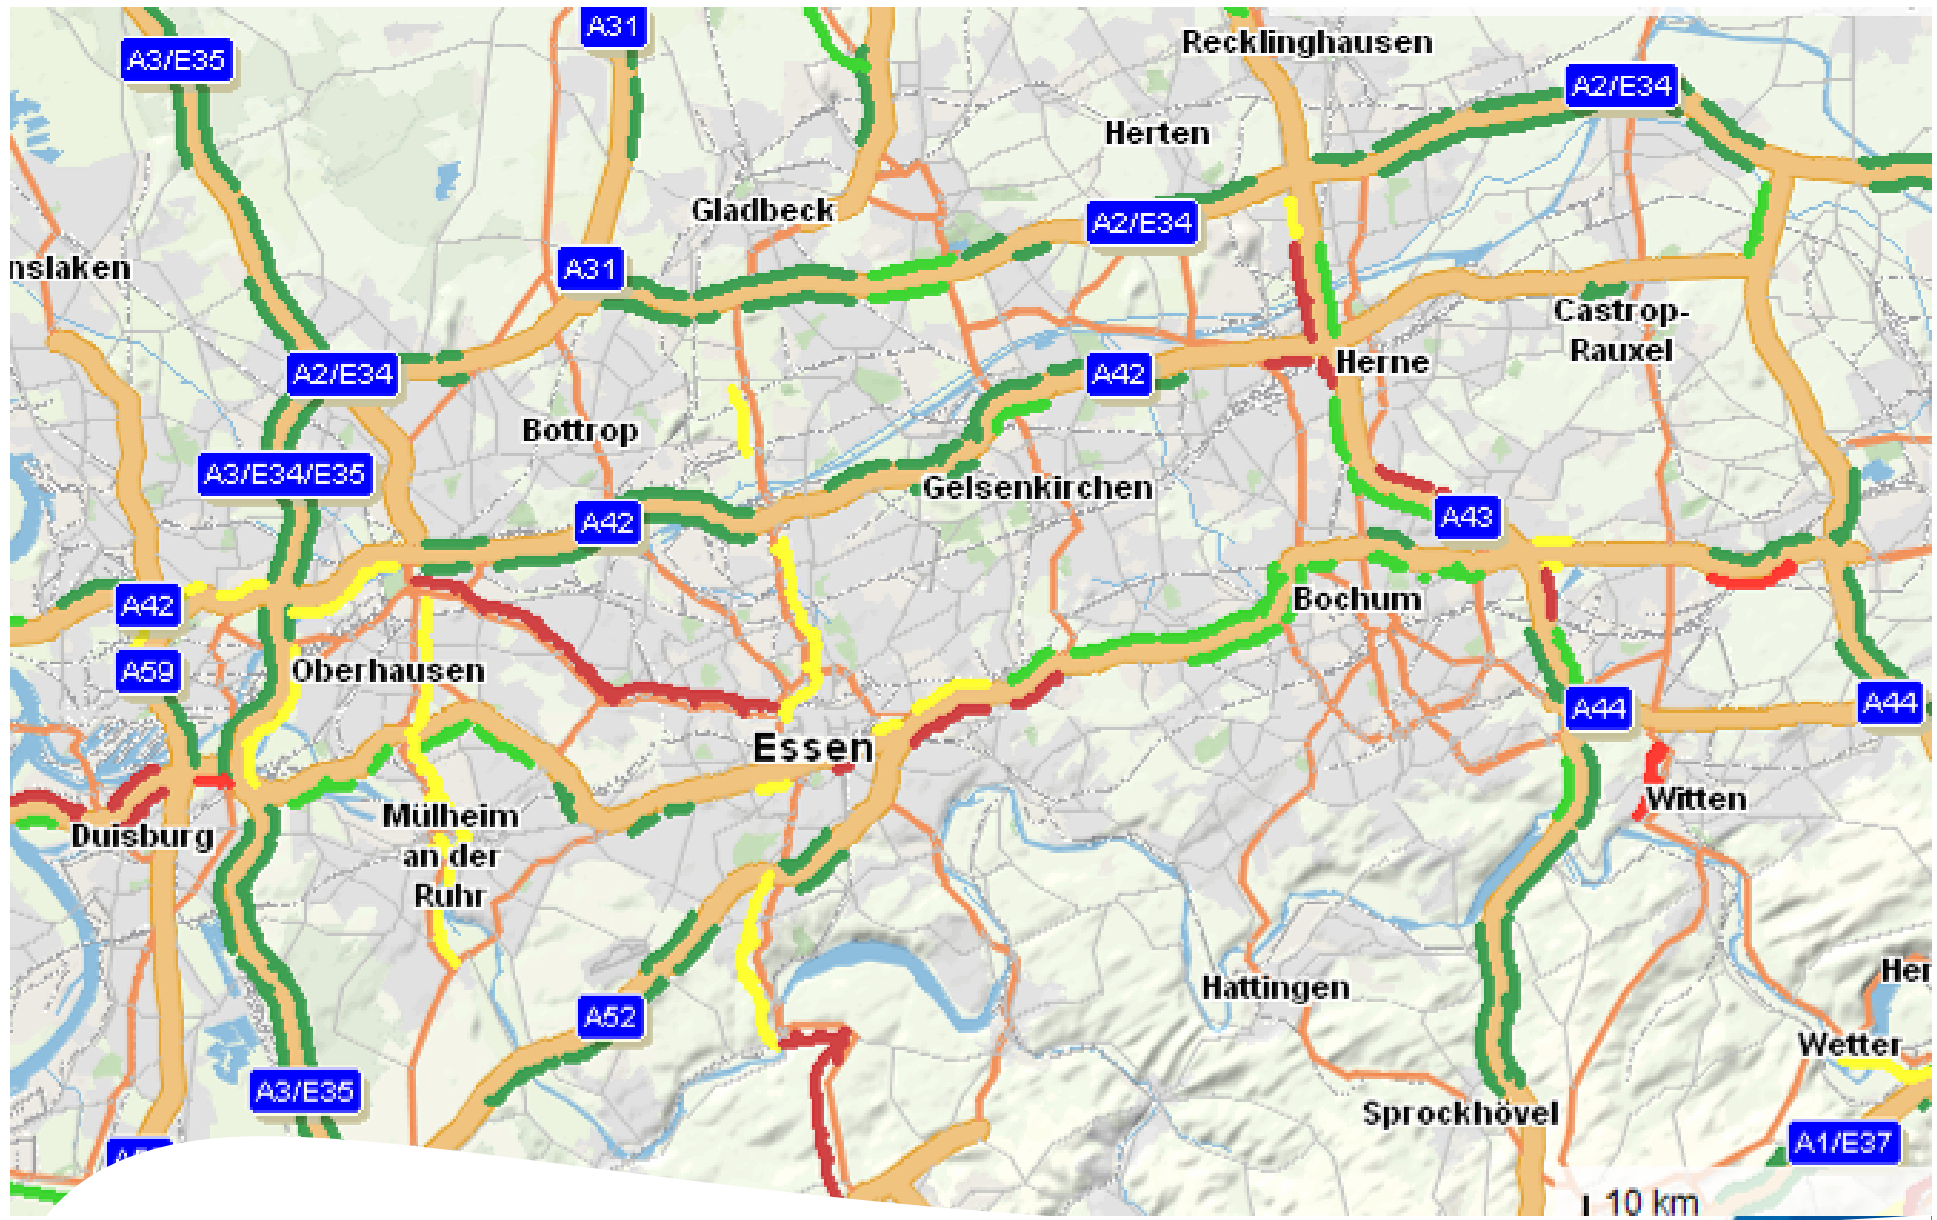 A31
Recklinghausen
A3/E35
A2/E34
Herten
Gladbeck
A2/E34
nslaken
A31
Castrop-
Rauxel
A2/E34
A42
Herne
Bottrop
A3/E34/E35
Gelsenkirchen
A42
A43
A42
Bochum
A59
Oberhausen
A44
A44
Essen
Witten
Mülheim
an der
Ruhr
Duisburg
Hattingen
Her
A52
Wetter
A3/E35
Sprockhövel
A1/E37
10 km